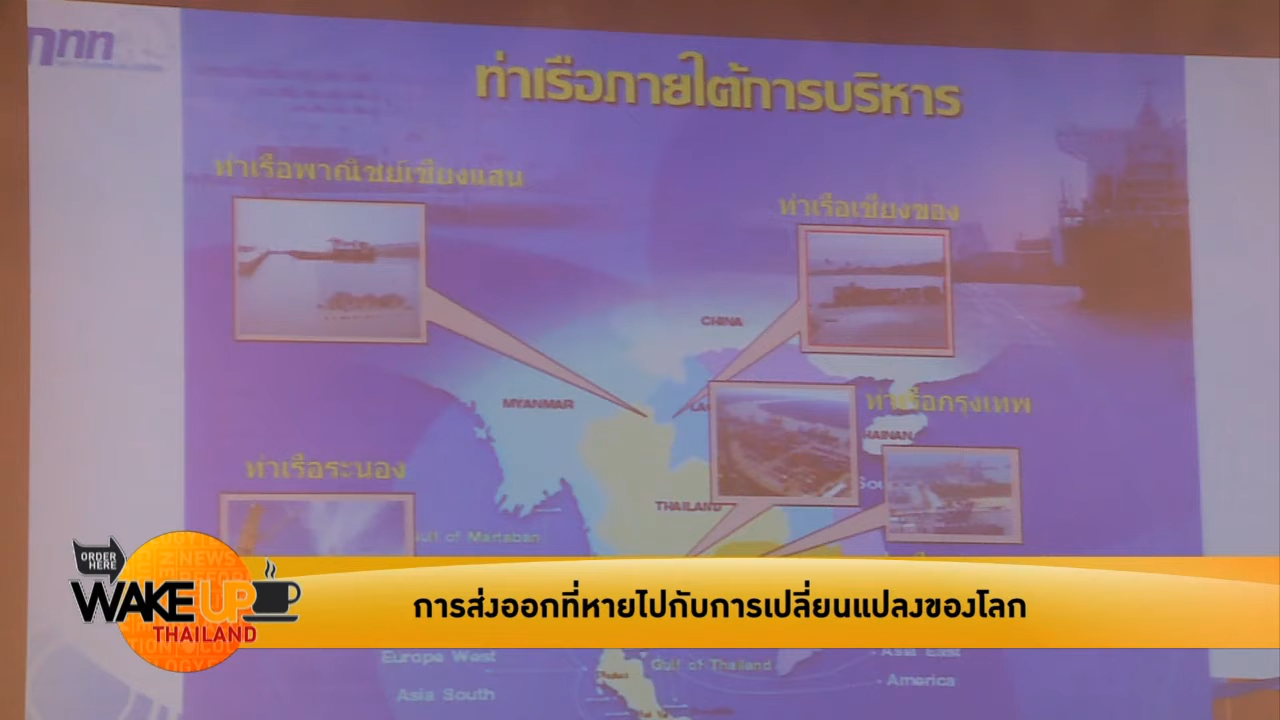 กทท
ท่าเรือภายใต้การบริหาร
ท่าเรือพาณิชย์เชียงแสน
ท่าเรือเชียงของ
CHINA
MYANMAR
ท่าเรือกรุงเทพ
HAINAN
ท่าเรือระนอง
THAILAND
Gulf of Martaban
ORDER
HERE
NEWS
WAKE UP
THAILAND
การส่งออกที่หายไปกับการเปลี่ยนแปลงของโลก
Europe West
Gulf of Thailand
- Asia East
Asia South
- America